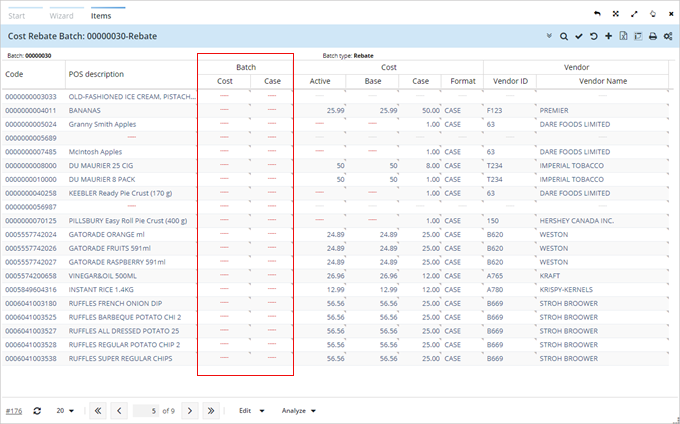 Start Wizard Items
Cost Rebate Batch: 00000030-Rebate
Batch: 00000030 Batch type: Rebate
Batch Cost Vendor
Code POS description Cost Case Active Base Case Format Vendor ID Vendor Name
0000000003033 OLD-FASHIONED ICE CREAM, PISTACH... — — — — — — — —
0000000004011 BANANAS — — 25.99 25.99 50.00 CASE F123 PREMIER
0000000005024 Granny Smith Apples — — — — 1.00 CASE 63 DARE FOODS LIMITED
0000000005689 — — — — — — — — —
0000000007485 Mcintosh Apples — — — — 1.00 CASE 63 DARE FOODS LIMITED
0000000008000 DU MAURIER 25 CIG — — 50 50 8.00 CASE T234 IMPERIAL TOBACCO
0000000010000 DU MAURIER 8 PACK — — 50 50 1.00 CASE T234 IMPERIAL TOBACCO
0000000040258 KEEBLER Ready Pie Crust (170 g) — — — — 1.00 CASE 63 DARE FOODS LIMITED
0000000056987 — — — — — — — — —
0000000070125 PILLSBURY Easy Roll Pie Crust (400 g) — — — — 1.00 CASE 150 HERSHEY CANADA INC.
0005557742024 GATORADE ORANGE ml — — 24.89 24.89 25.00 CASE B620 WESTON
0005557742026 GATORADE FRUITS 591ml — — 24.89 24.89 25.00 CASE B620 WESTON
0005557742027 GATORADE RASPBERRY 591ml — — 24.89 24.89 25.00 CASE B620 WESTON
0005574200658 VINEGAR&OIL 500ML — — 26.96 26.96 12.00 CASE A765 KRAFT
0005849604316 INSTANT RICE 1.4KG — — 12.99 12.99 12.00 CASE A780 KRISPY-KERNELS
0006041003180 RUFFLES FRENCH ONION DIP — — 56.56 56.56 25.00 CASE B669 STROH BROOWER
0006041003525 RUFFLES BARBEQUE POTATO CHI 2 — — 56.56 56.56 25.00 CASE B669 STROH BROOWER
0006041003527 RUFFLES ALL DRESSED POTATO 25 — — 56.56 56.56 25.00 CASE B669 STROH BROOWER
0006041003528 RUFFLES REGULAR POTATO CHIP 2 — — 56.56 56.56 25.00 CASE B669 STROH BROOWER
0006041003538 RUFFLES SUPER REGULAR CHIPS — — 56.56 56.56 25.00 CASE B669 STROH BROOWER
#176 20 5 of 9 Edit Analyze